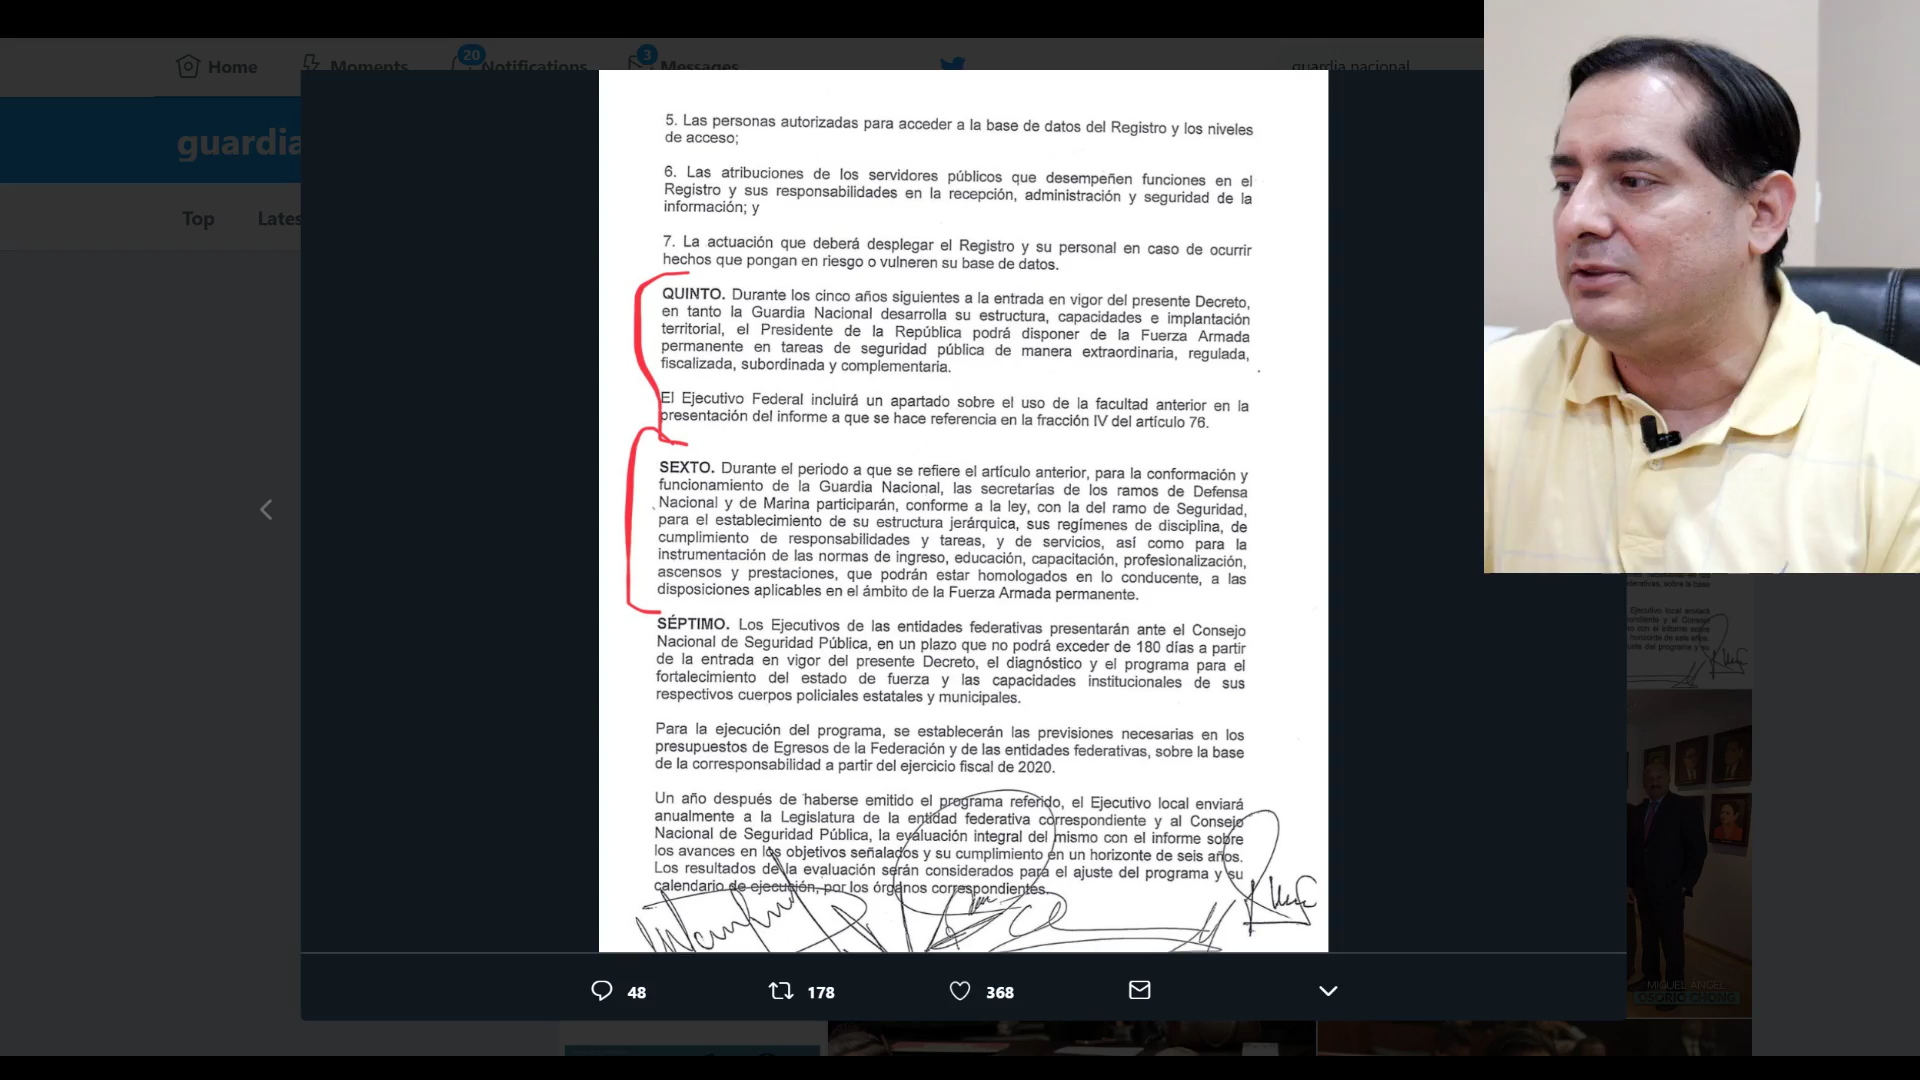 Home
Moments
20
Notifications
3
Messages
guardia nacional
guardia
Top
Lates
5. Las personas autorizadas para acceder a la base de datos del Registro y los niveles
de acceso;
6. Las atribuciones de los servidores públicos que desempeñen funciones en el
Registro y sus responsabilidades en la recepción, administración y seguridad de la
información; y
7. La actuación que deberá desplegar el Registro y su personal en caso de ocurrir
hechos que pongan en riesgo o vulneren su base de datos.
QUINTO. Durante los cinco años siguientes a la entrada en vigor del presente Decreto,
en tanto la Guardia Nacional desarrolla su estructura, capacidades e implantación
territorial, el Presidente de la República podrá disponer de la Fuerza Armada
permanente en tareas de seguridad pública de manera extraordinaria, regulada,
fiscalizada, subordinada y complementaria.
El Ejecutivo Federal incluirá un apartado sobre el uso de la facultad anterior en la
presentación del informe a que se hace referencia en la fracción IV del artículo 76.
SEXTO. Durante el periodo a que se refiere el artículo anterior, para la conformación y
funcionamiento de la Guardia Nacional, las secretarías de los ramos de Defensa
Nacional y de Marina participarán, conforme a la ley, con la del ramo de Seguridad,
para el establecimiento de su estructura jerárquica, sus regímenes de disciplina, de
cumplimiento de responsabilidades y tareas, y de servicios, así como para la
instrumentación de las normas de ingreso, educación, capacitación, profesionalización,
ascensos y prestaciones, que podrán estar homologados en lo conducente, a las
disposiciones aplicables en el ámbito de la Fuerza Armada permanente.
SÉPTIMO. Los Ejecutivos de las entidades federativas presentarán ante el Consejo
Nacional de Seguridad Pública, en un plazo que no podrá exceder de 180 días a partir
de la entrada en vigor del presente Decreto, el diagnóstico y el programa para el
fortalecimiento del estado de fuerza y las capacidades institucionales de sus
respectivos cuerpos policiales estatales y municipales.
Para la ejecución del programa, se establecerán las previsiones necesarias en los
presupuestos de Egresos de la Federación y de las entidades federativas, sobre la base
de la corresponsabilidad a partir del ejercicio fiscal de 2020.
Un año después de haberse emitido el programa referido, el Ejecutivo local enviará
anualmente a la Legislatura de la entidad federativa correspondiente y al Consejo
Nacional de Seguridad Pública, la evaluación integral del mismo con el informe sobre
los avances en los objetivos señalados y su cumplimiento en un horizonte de seis años.
Los resultados de la evaluación serán considerados para el ajuste del programa y su
calendario de ejecución, por los órganos correspondientes.
48
178
368
MIGUEL ÁNGEL
OSORIO CHONG